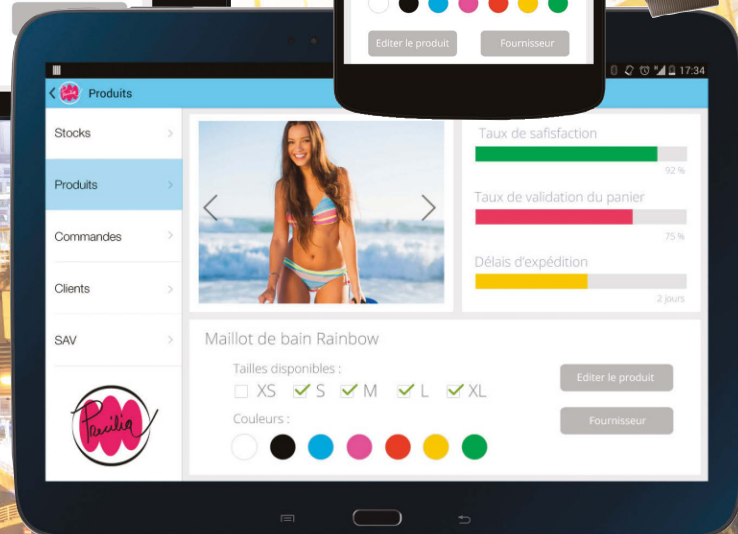 Editer le produit
Fournisseur
17:34
Produits
Stocks
Produits
Commandes
Clients
SAV
Taux de safisfaction
92 %
Taux de validation du panier
75 %
Délais d'expédition
2 jours
Maillot de bain Rainbow
Tailles disponibles :
XS S M L XL
Couleurs :
Editer le produit
Fournisseur